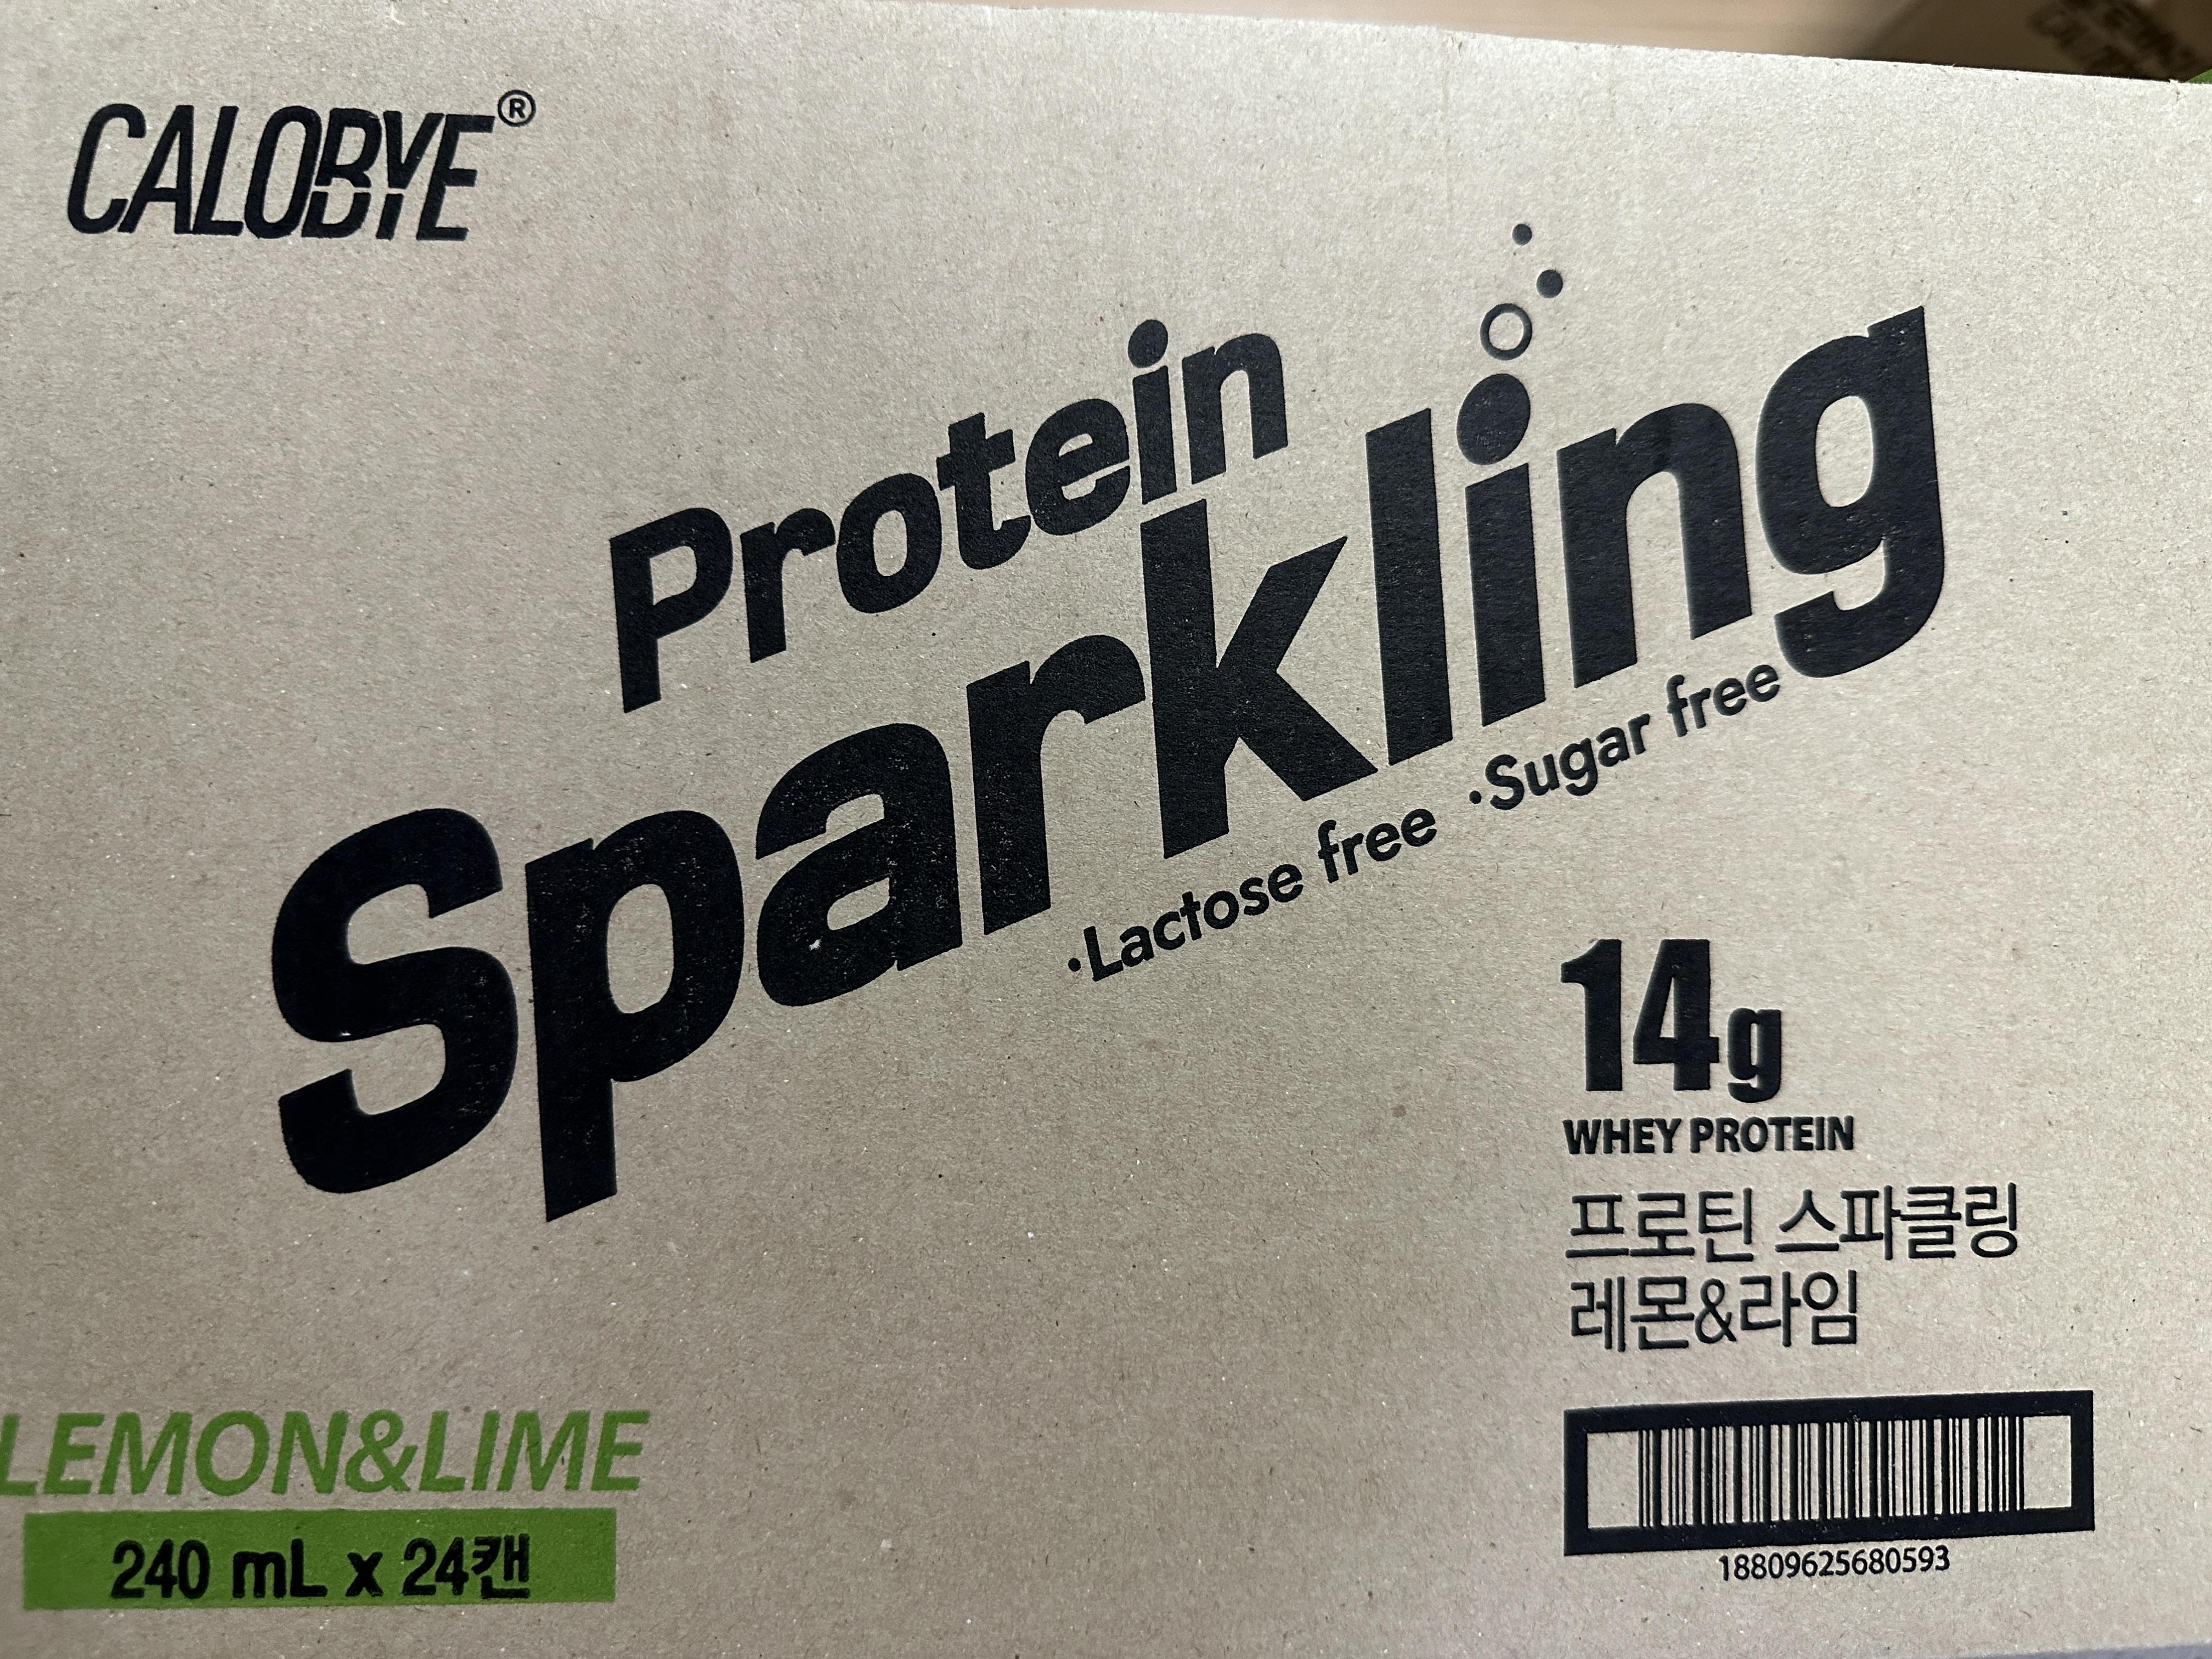 CALOBYE®
Protein
Sparkling
·Lactose free ·Sugar free
14g
WHEY PROTEIN
프로틴 스파클링
레몬&라임
LEMON&LIME
240 mL x 24캔
18809625680593